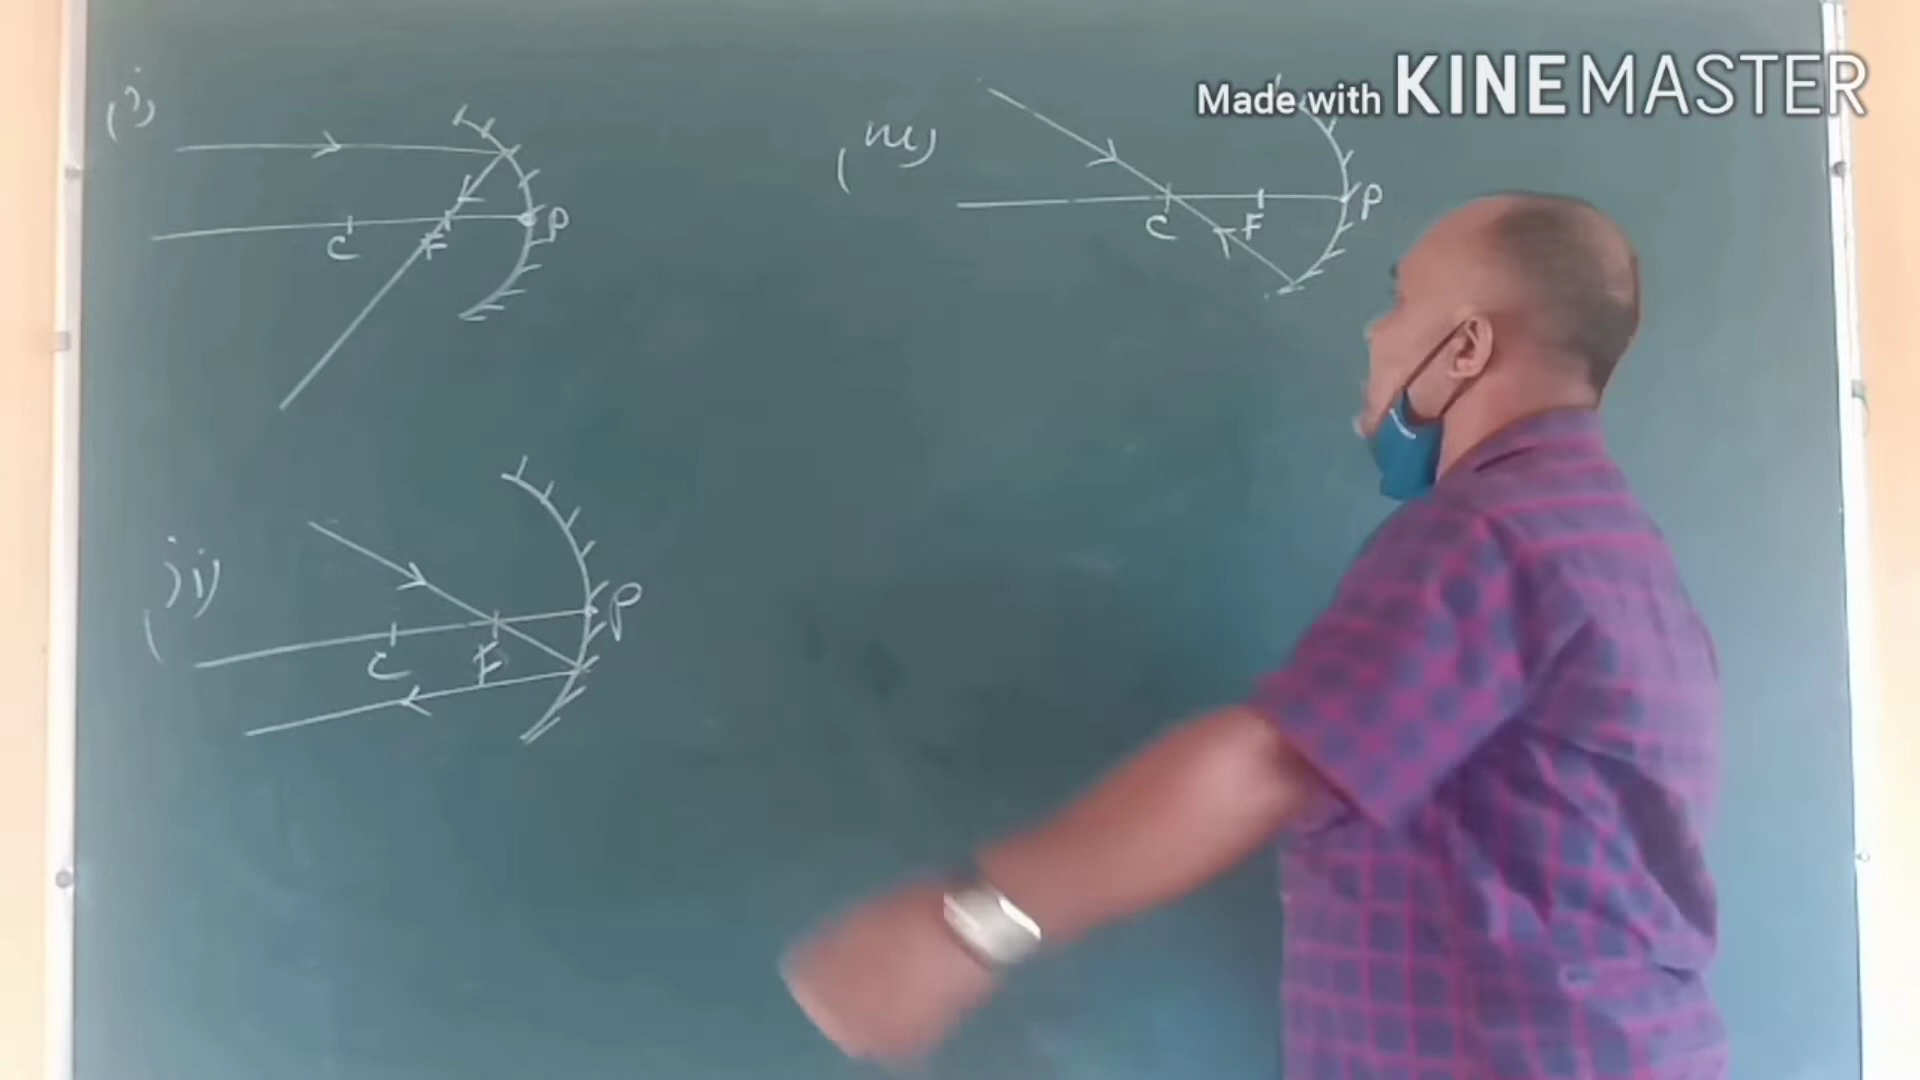 (i)
C F P
(ii)
C F P
(iii)
C F P
Made with KINEMASTER